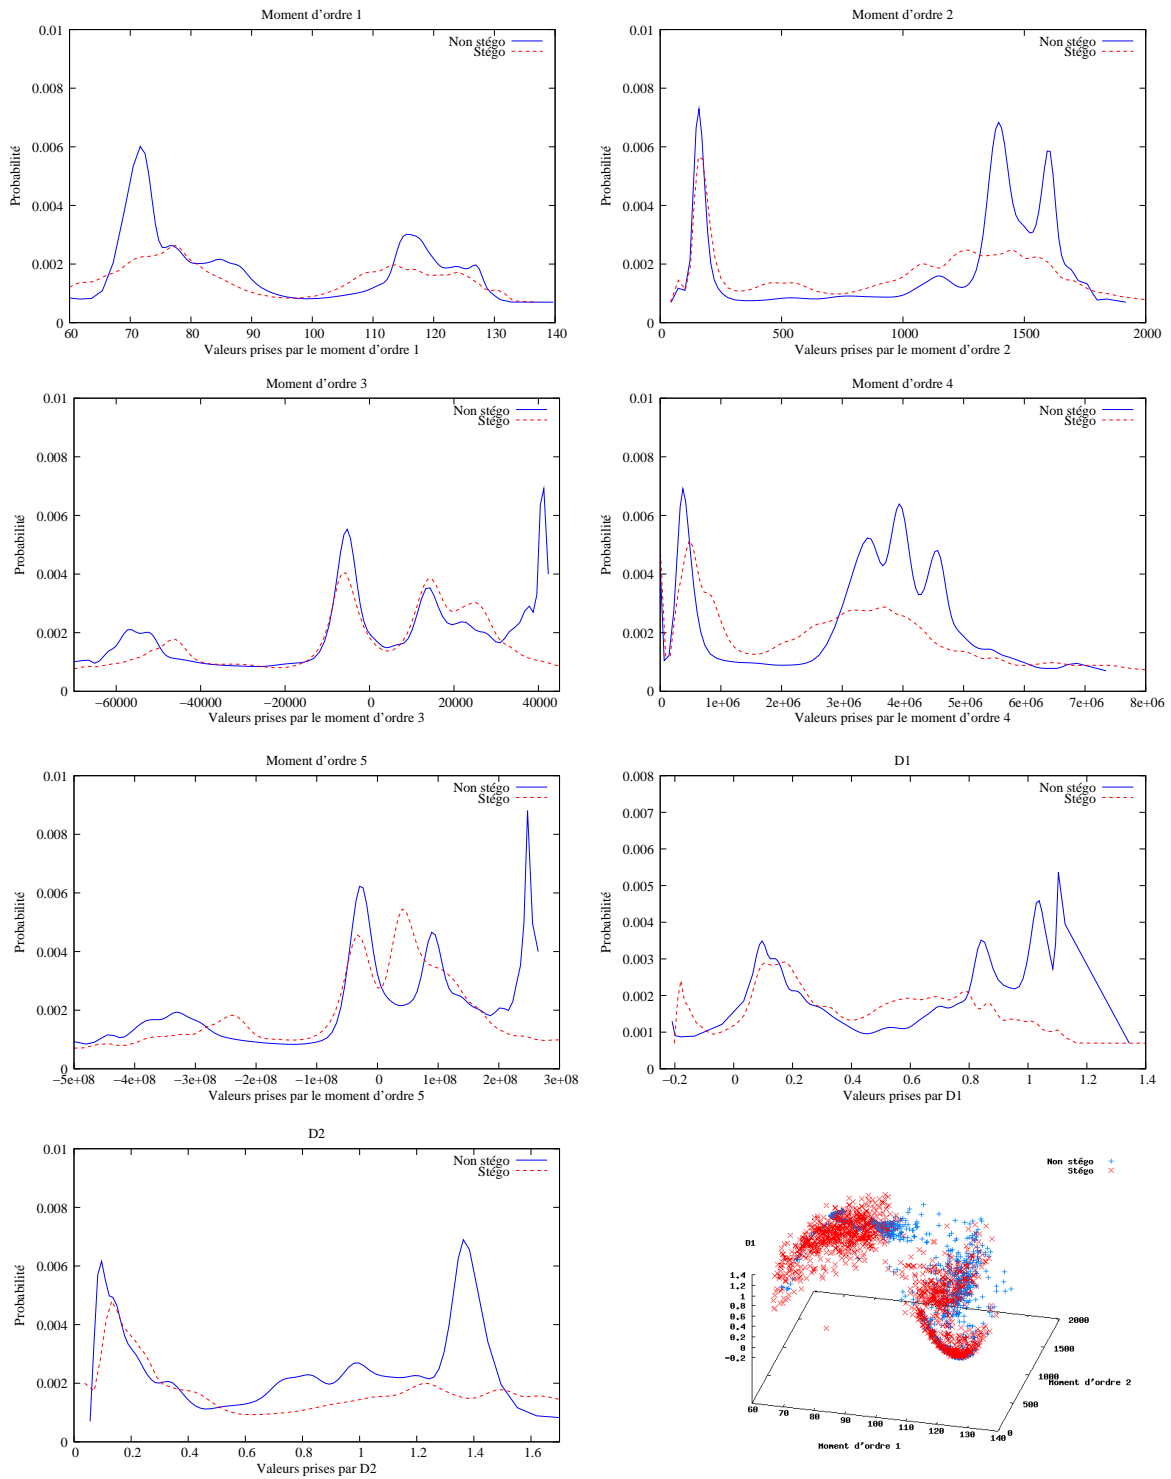 Moment d'ordre 1
Moment d'ordre 2
0.01
0.008
0.006
0.004
0.002
0
Probabilité
Non stégo
Stégo
60 70 80 90 100 110 120 130 140
Valeurs prises par le moment d'ordre 1
0.01
0.008
0.006
0.004
0.002
0
Probabilité
Non stégo
Stégo
0 500 1000 1500 2000
Valeurs prises par le moment d'ordre 2
Moment d'ordre 3
Moment d'ordre 4
0.01
0.008
0.006
0.004
0.002
0
Probabilité
Non stégo
Stégo
−60000 −40000 −20000 0 20000 40000
Valeurs prises par le moment d'ordre 3
0.01
0.008
0.006
0.004
0.002
0
Probabilité
Non stégo
Stégo
0 1e+06 2e+06 3e+06 4e+06 5e+06 6e+06 7e+06 8e+06
Valeurs prises par le moment d'ordre 4
Moment d'ordre 5
D1
0.01
0.008
0.006
0.004
0.002
0
Probabilité
Non stégo
Stégo
−5e+08 −4e+08 −3e+08 −2e+08 −1e+08 0 1e+08 2e+08 3e+08
Valeurs prises par le moment d'ordre 5
0.008
0.007
0.006
0.005
0.004
0.003
0.002
0.001
0
Probabilité
Non stégo
Stégo
−0.2 0 0.2 0.4 0.6 0.8 1 1.2 1.4
Valeurs prises par D1
D2
0.01
0.008
0.006
0.004
0.002
0
Probabilité
Non stégo
Stégo
0 0.2 0.4 0.6 0.8 1 1.2 1.4 1.6
Valeurs prises par D2
Non stégo
Stégo
D1
1.4
1.2
1
0.8
0.6
0.4
0.2
0
-0.2
60 70 80 90 100 110 120 130 140
Moment d'ordre 1
0 500 1000 1500 2000
Moment d'ordre 2